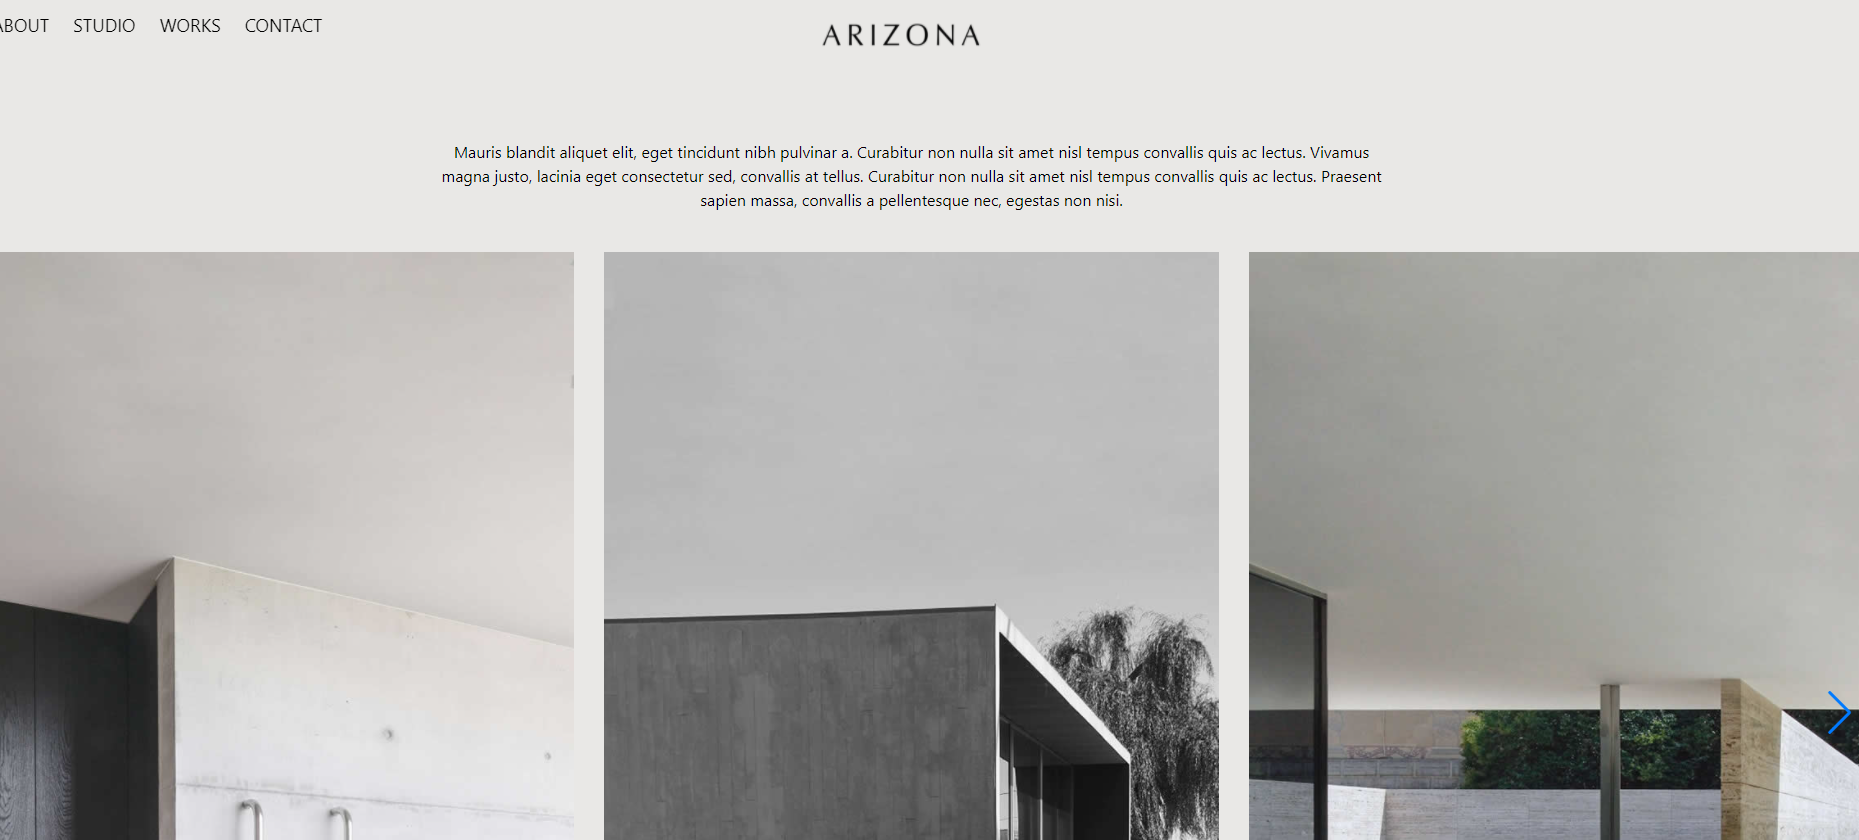 ABOUT STUDIO WORKS CONTACT
ARIZONA
Mauris blandit aliquet elit, eget tincidunt nibh pulvinar a. Curabitur non nulla sit amet nisl tempus convallis quis ac lectus. Vivamus
magna justo, lacinia eget consectetur sed, convallis at tellus. Curabitur non nulla sit amet nisl tempus convallis quis ac lectus. Praesent
sapien massa, convallis a pellentesque nec, egestas non nisi.